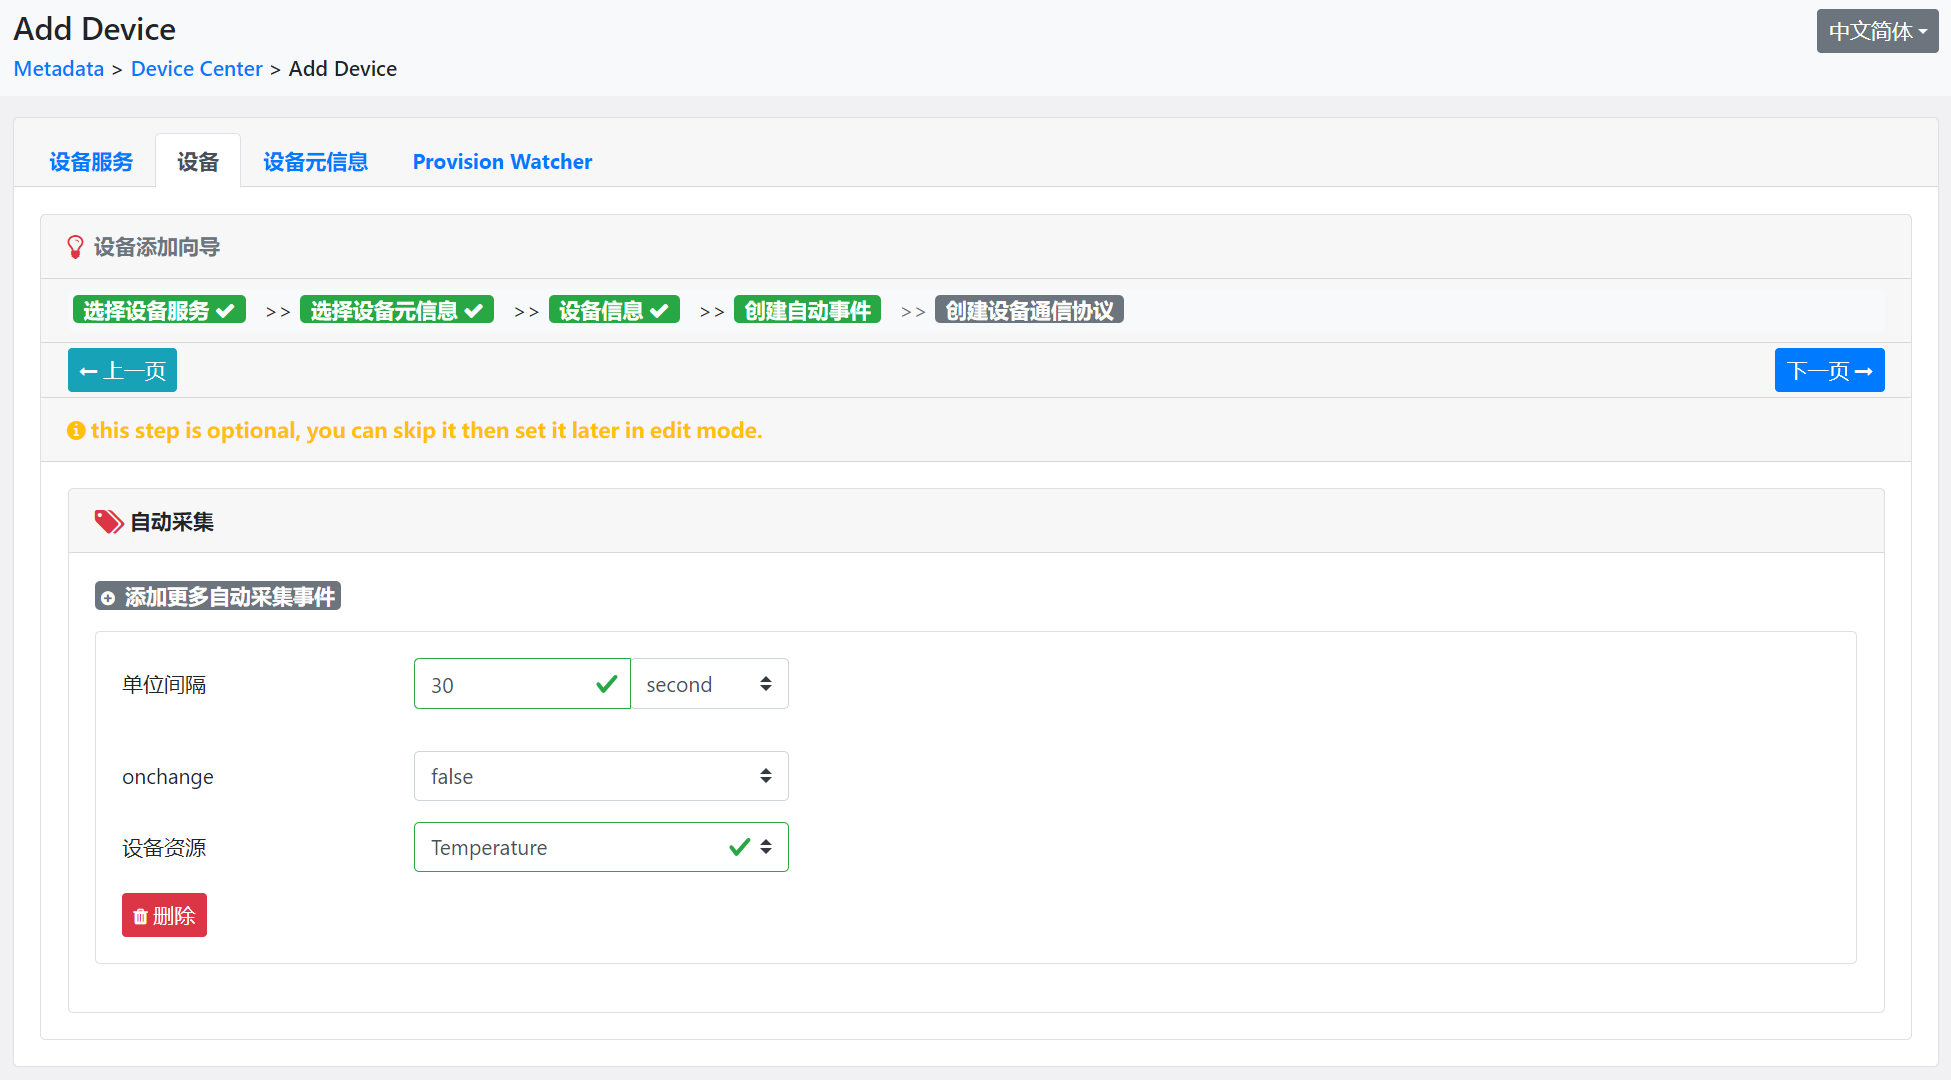 Add Device
中文简体
Metadata > Device Center > Add Device
设备服务 设备 设备元信息 Provision Watcher
设备添加向导
选择设备服务 >> 选择设备元信息 >> 设备信息 >> 创建自动事件 >> 创建设备通信协议
上一页 下一页
this step is optional, you can skip it then set it later in edit mode.
自动采集
添加更多自动采集事件
单位间隔 30 second
onchange false
设备资源 Temperature
删除